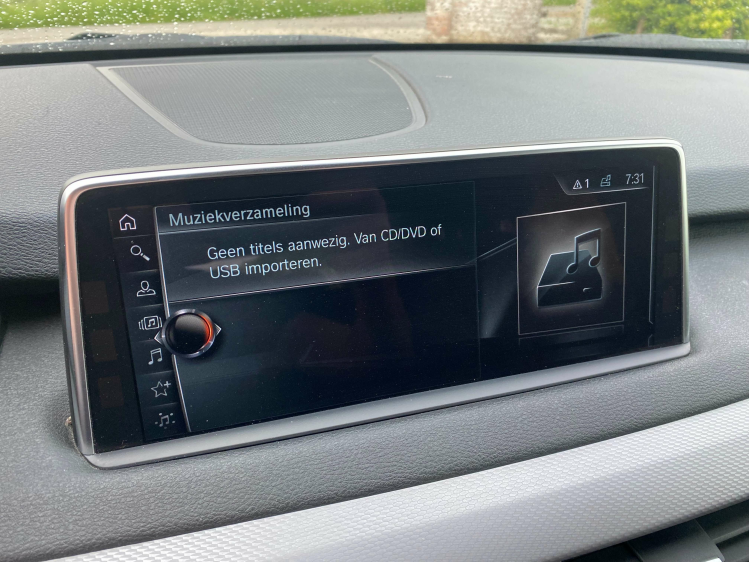 1 7:31
Muziekverzameling
Geen titels aanwezig. Van CD/DVD of
USB importeren.